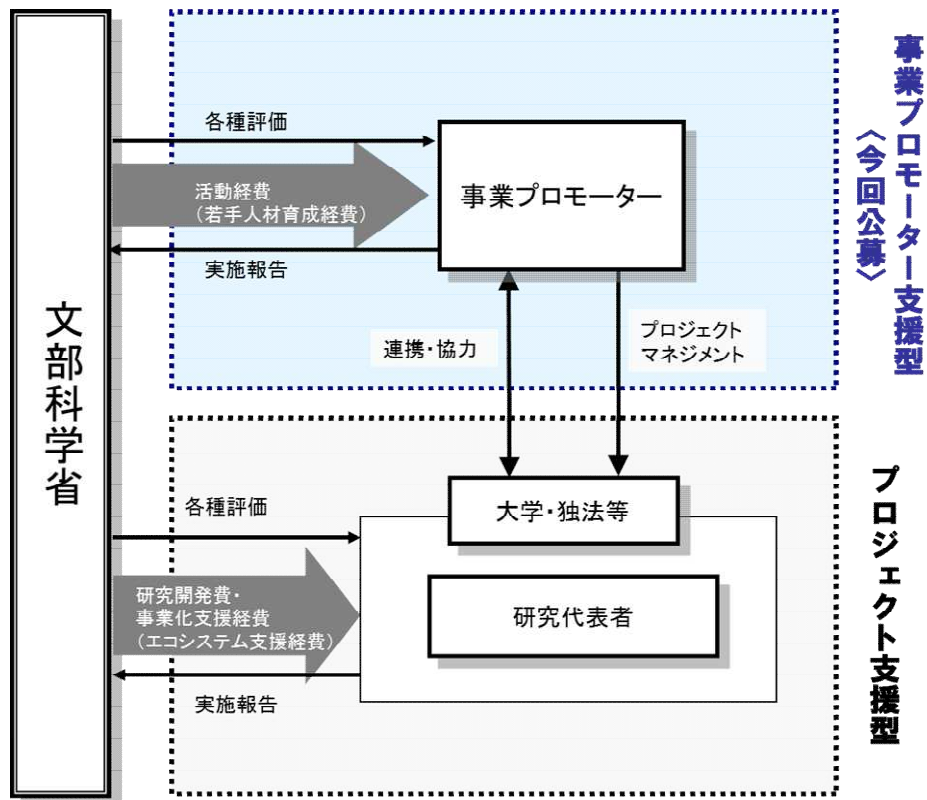 文部科学省
各種評価
活動経費
（若手人材育成経費）
実施報告
事業プロモーター
連携・協力
プロジェクト
マネジメント
事業プロモーター支援型
〈今回公募〉
各種評価
研究開発費・
事業化支援経費
（エコシステム支援経費）
実施報告
大学・独法等
研究代表者
プロジェクト支援型